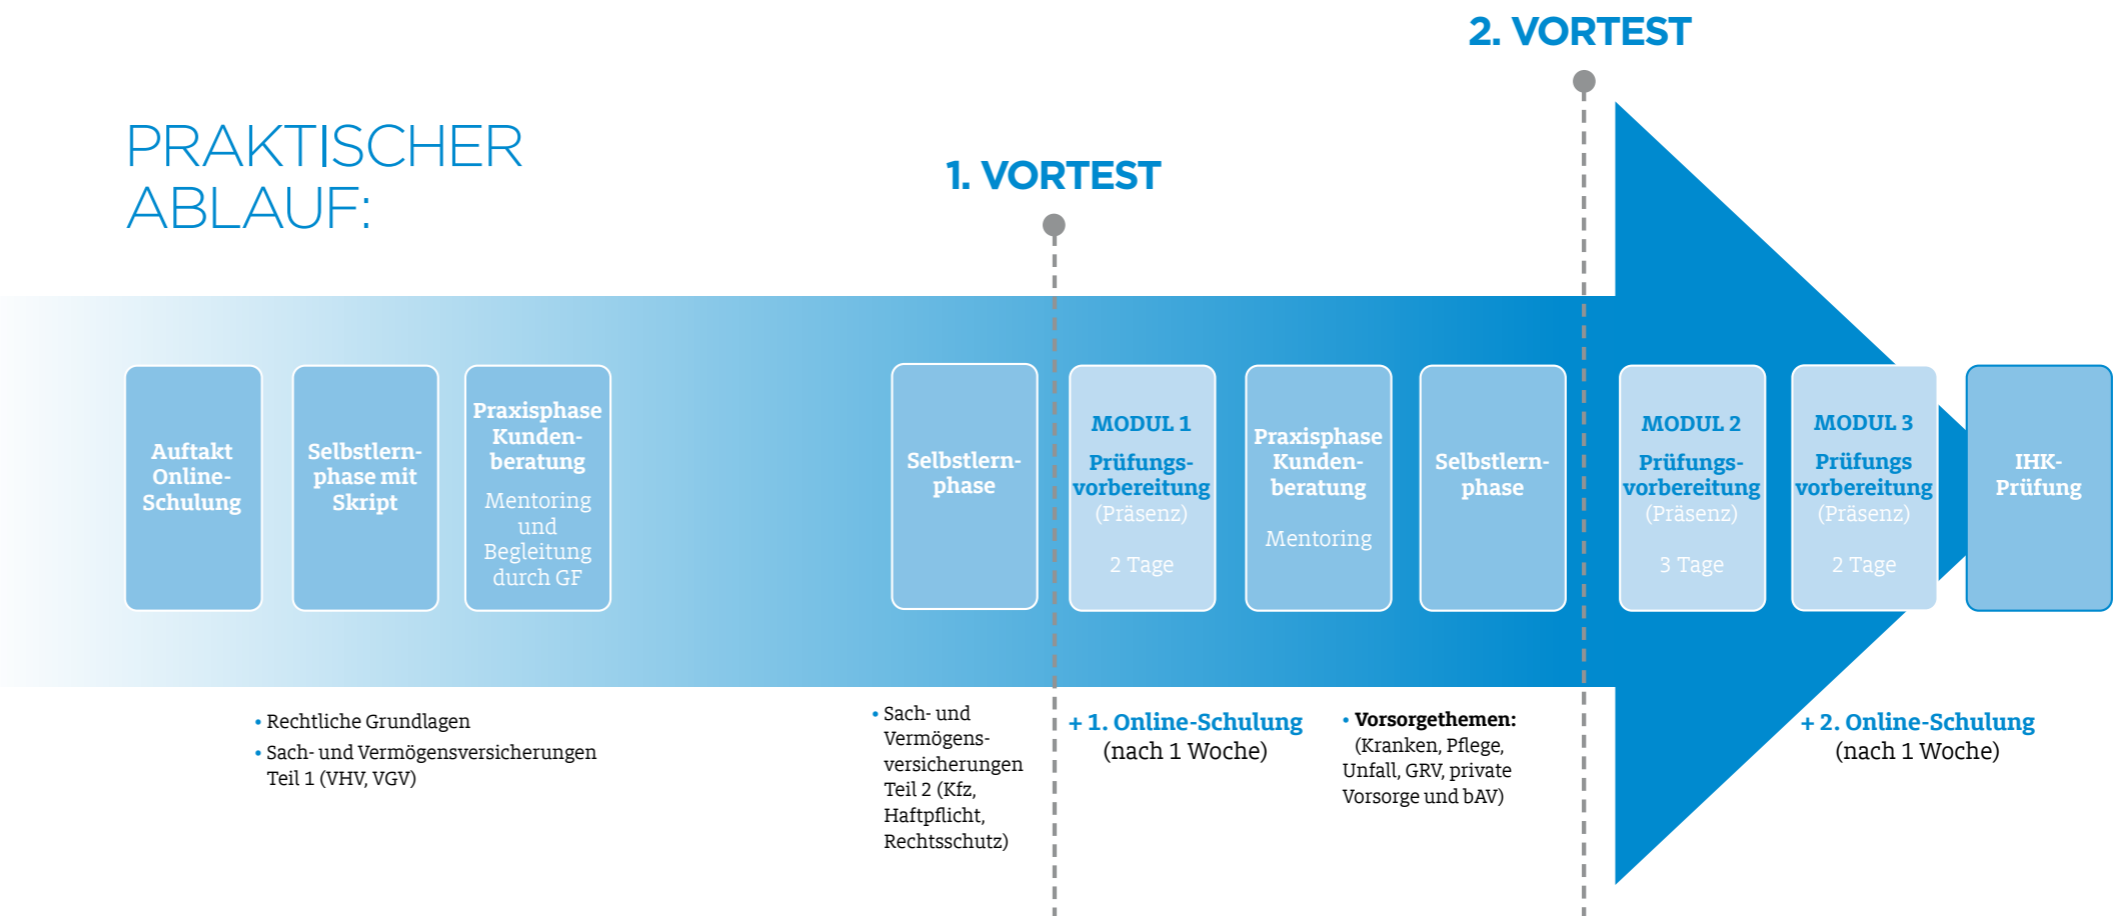 PRAKTISCHER
ABLAUF:
1. VORTEST
2. VORTEST
Auftakt
Online-
Schulung
Selbstlern-
phase mit
Skript
Praxisphase
Kunden-
beratung
Mentoring
und
Begleitung
durch GF
Selbstlern-
phase
MODUL 1
Prüfungs-
vorbereitung
(Präsenz)
2 Tage
Praxisphase
Kunden-
beratung
Mentoring
Selbstlern-
phase
MODUL 2
Prüfungs-
vorbereitung
(Präsenz)
3 Tage
MODUL 3
Prüfungs
vorbereitung
(Präsenz)
2 Tage
IHK-
Prüfung
• Rechtliche Grundlagen
• Sach- und Vermögensversicherungen
Teil 1 (VHV, VGV)
• Sach- und
Vermögens-
versicherungen
Teil 2 (Kfz,
Haftpflicht,
Rechtsschutz)
+ 1. Online-Schulung
(nach 1 Woche)
• Vorsorgethemen:
(Kranken, Pflege,
Unfall, GRV, private
Vorsorge und bAV)
+ 2. Online-Schulung
(nach 1 Woche)